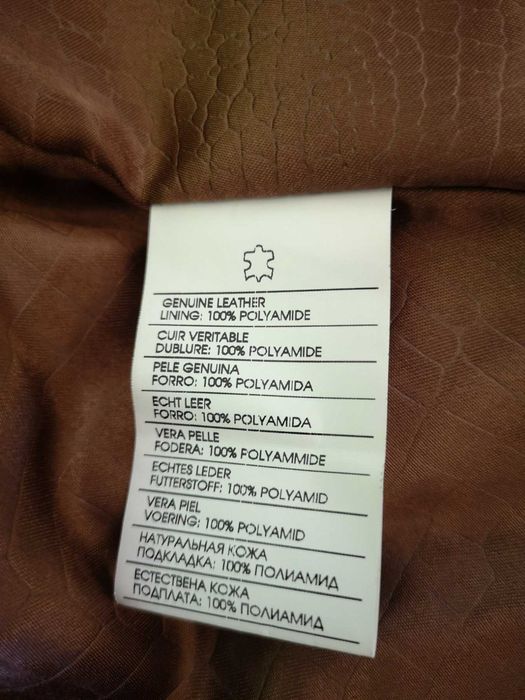 GENUINE LEATHER
LINING: 100% POLYAMIDE
CUIR VERITABLE
DUBLURE: 100% POLYAMIDE
PELE GENUINA
FORRO: 100% POLYAMIDA
ECHT LEER
FORRO: 100% POLYAMIDA
VERA PELLE
FODERA: 100% POLYAMMIDE
ECHTES LEDER
FUTTERSTOFF: 100% POLYAMID
VERA PIEL
VOERING: 100% POLYAMID
НАТУРАЛЬНАЯ КОЖА
ПОДКЛАДКА: 100% ПОЛИАМИД
ЕСТЕСТВЕНА КОЖА
ПОДПЛАТА: 100% ПОЛИАМИД